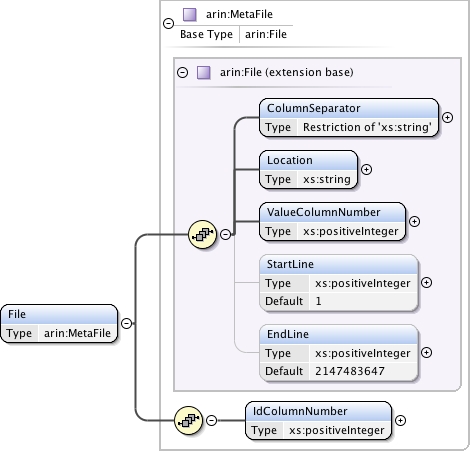 arin:MetaFile
Base Type arin:File
arin:File (extension base)
ColumnSeparator
Type Restriction of 'xs:string'
Location
Type xs:string
ValueColumnNumber
Type xs:positiveInteger
StartLine
Type xs:positiveInteger
Default 1
File
Type arin:MetaFile
EndLine
Type xs:positiveInteger
Default 2147483647
IdColumnNumber
Type xs:positiveInteger